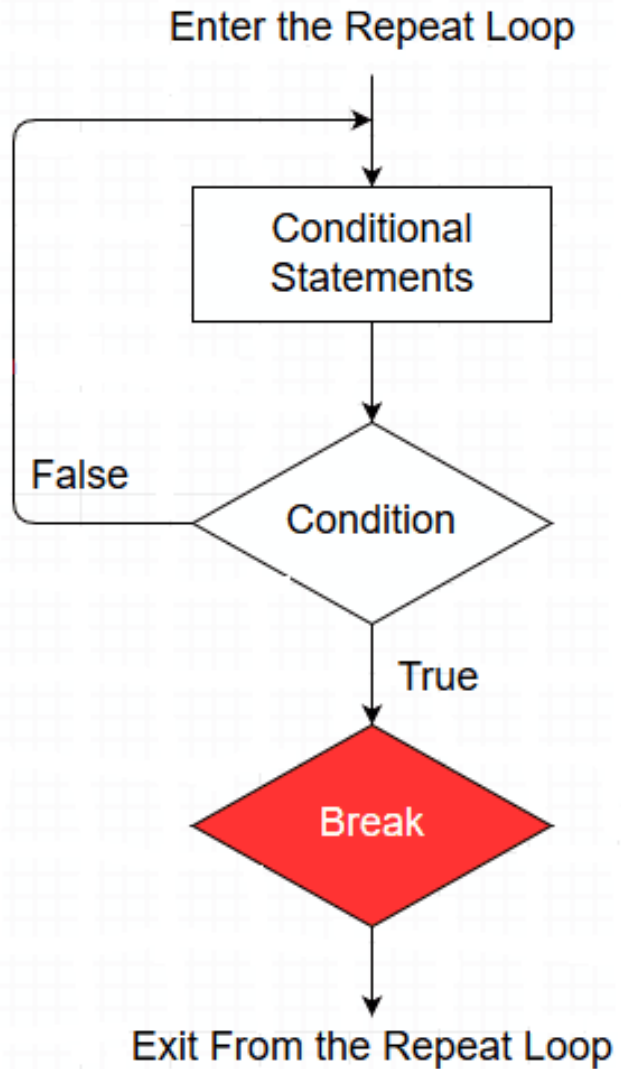 Enter the Repeat Loop
Conditional
Statements
False
Condition
True
Break
Exit From the Repeat Loop